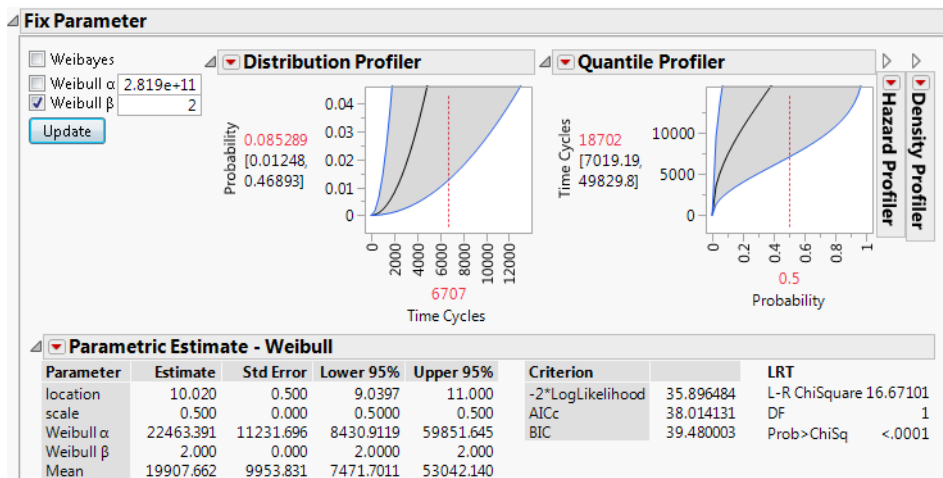 Fix Parameter
Weibayes
Weibull α 2.819e+11
Weibull β 2
Update
Distribution Profiler
Probability
0.085289
[0.01248,
0.46893]
0.04
0.03
0.02
0.01
0
0
2000
4000
6000
8000
10000
12000
6707
Time Cycles
Quantile Profiler
Time Cycles
18702
[7019.19,
49829.8]
10000
5000
0
0
0.2
0.4
0.6
0.8
1
0.5
Probability
Hazard Profiler
Density Profiler
Parametric Estimate - Weibull
Parameter Estimate Std Error Lower 95% Upper 95%
location 10.020 0.500 9.0397 11.000
scale 0.500 0.000 0.5000 0.500
Weibull α 22463.391 11231.696 8430.9119 59851.645
Weibull β 2.000 0.000 2.0000 2.000
Mean 19907.662 9953.831 7471.7011 53042.140
Criterion
-2*LogLikelihood 35.896484
AICc 38.014131
BIC 39.480003
LRT
L-R ChiSquare 16.67101
DF 1
Prob>ChiSq <.0001